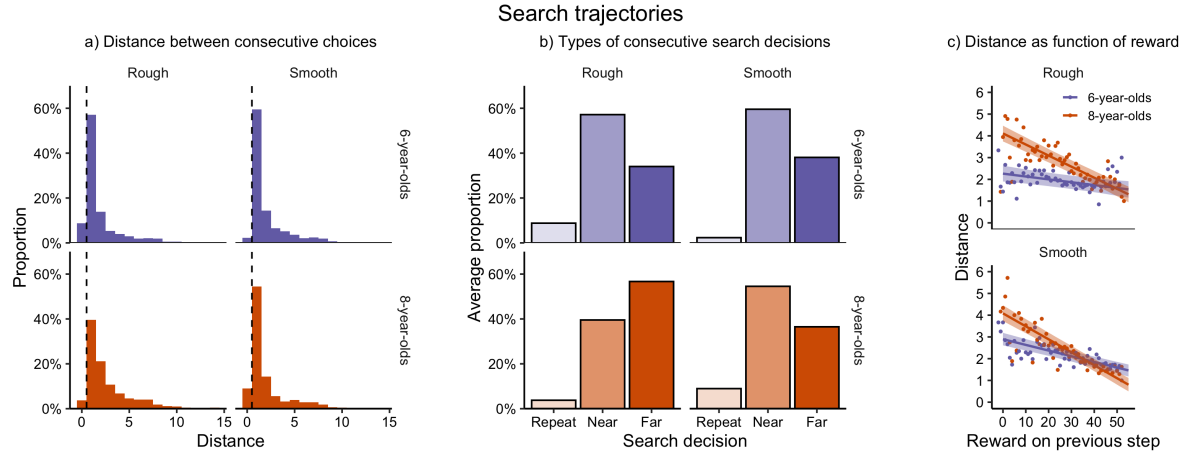 Search trajectories
a) Distance between consecutive choices
Rough
Smooth
Proportion
60%
40%
20%
0%
6-year-olds
60%
40%
20%
0%
8-year-olds
0 5 10 15
0 5 10 15
Distance
b) Types of consecutive search decisions
Rough
Smooth
Average proportion
60%
40%
20%
0%
6-year-olds
60%
40%
20%
0%
8-year-olds
Repeat Near Far
Repeat Near Far
Search decision
c) Distance as function of reward
Rough
6-year-olds
8-year-olds
Distance
6
5
4
3
2
1
0
Smooth
6
5
4
3
2
1
0
0 10 20 30 40 50
Reward on previous step